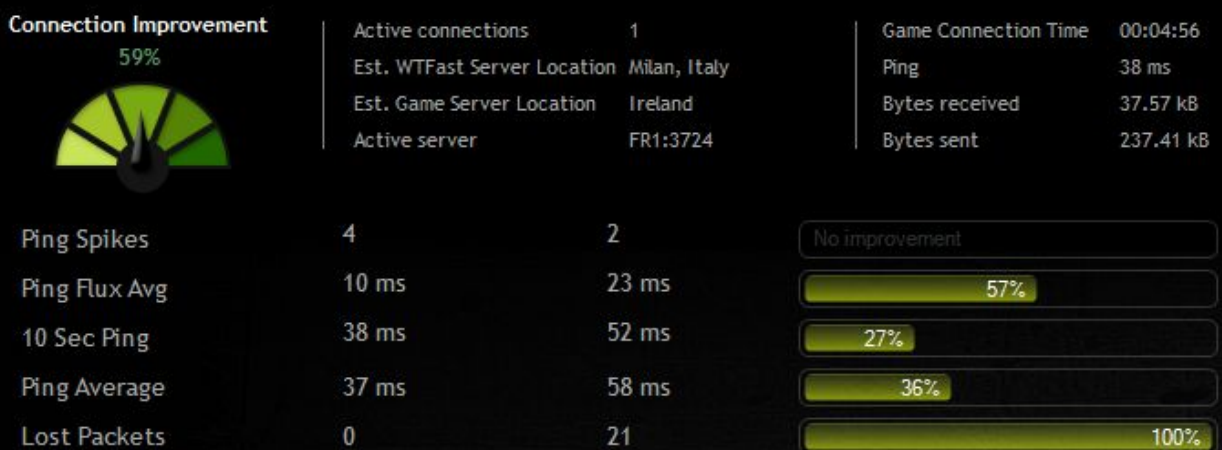 Connection Improvement
59%
Active connections 1
Est. WTFast Server Location Milan, Italy
Est. Game Server Location Ireland
Active server FR1:3724
Game Connection Time 00:04:56
Ping 38 ms
Bytes received 37.57 kB
Bytes sent 237.41 kB
Ping Spikes 4 2 No improvement
Ping Flux Avg 10 ms 23 ms 57%
10 Sec Ping 38 ms 52 ms 27%
Ping Average 37 ms 58 ms 36%
Lost Packets 0 21 100%